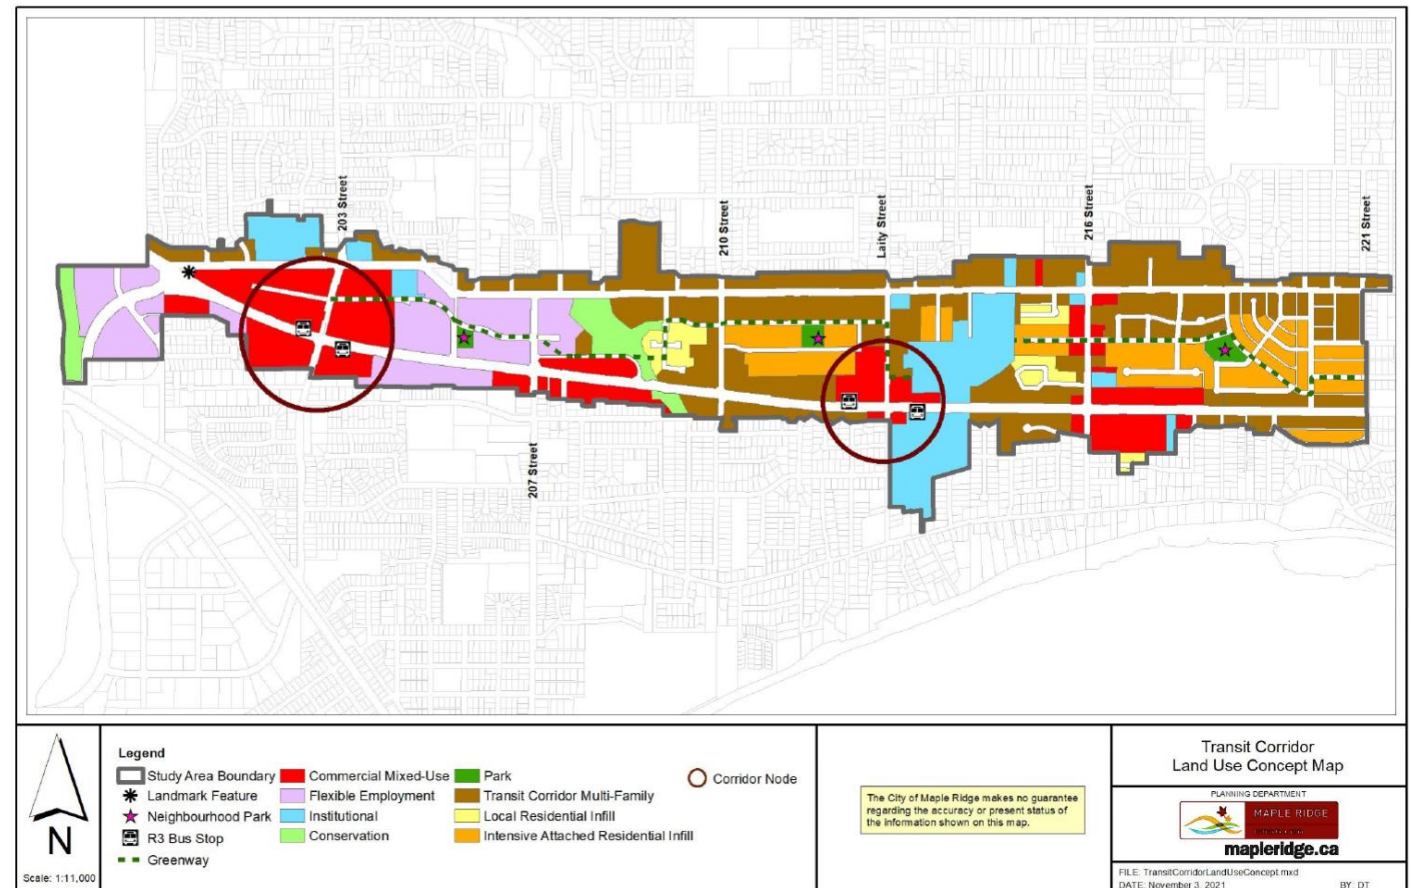 203 Street
210 Street
Laity Street
216 Street
221 Street
207 Street
N
Scale: 1:11,000
Legend
Study Area Boundary
Landmark Feature
Neighbourhood Park
R3 Bus Stop
Greenway
Commercial Mixed-Use
Flexible Employment
Institutional
Conservation
Park
Transit Corridor Multi-Family
Local Residential Infill
Intensive Attached Residential Infill
Corridor Node
The City of Maple Ridge makes no guarantee
regarding the accuracy or present status of
the information shown on this map.
Transit Corridor
Land Use Concept Map
PLANNING DEPARTMENT
MAPLE RIDGE
mapleridge.ca
FILE: TransitCorridorLandUseConcept.mxd
DATE: November 3, 2021
BY: DT